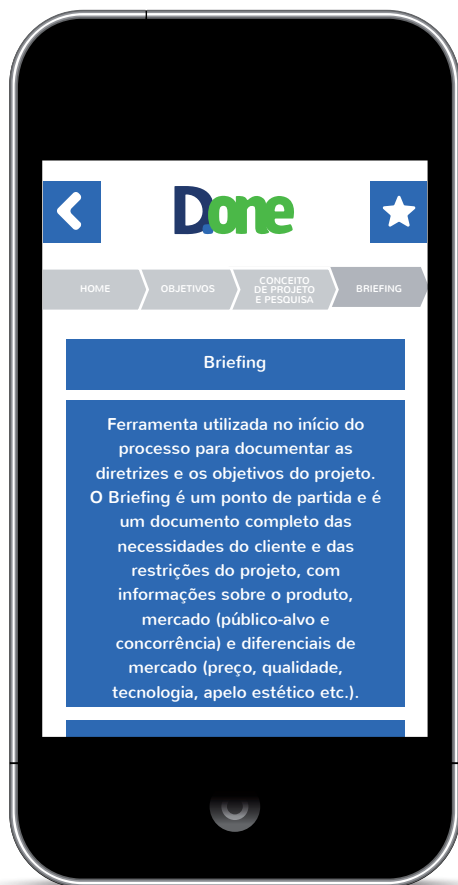 D.one
HOME
OBJETIVOS
CONCEITO
DE PROJETO
E PESQUISA
BRIEFING
Briefing
Ferramenta utilizada no início do
processo para documentar as
diretrizes e os objetivos do projeto.
O Briefing é um ponto de partida e é
um documento completo das
necessidades do cliente e das
restrições do projeto, com
informações sobre o produto,
mercado (público-alvo e
concorrência) e diferenciais de
mercado (preço, qualidade,
tecnologia, apelo estético etc.).